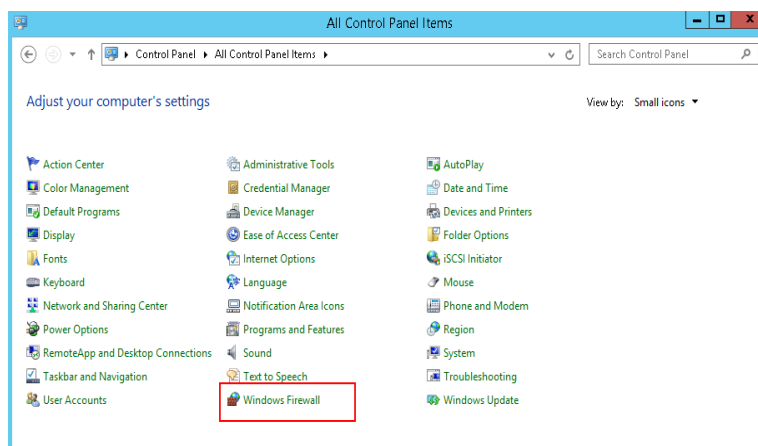 All Control Panel Items
Control Panel All Control Panel Items Search Control Panel
Adjust your computer's settings View by: Small icons
Action Center Administrative Tools AutoPlay
Color Management Credential Manager Date and Time
Default Programs Device Manager Devices and Printers
Display Ease of Access Center Folder Options
Fonts Internet Options iSCSI Initiator
Keyboard Language Mouse
Network and Sharing Center Notification Area Icons Phone and Modem
Power Options Programs and Features Region
RemoteApp and Desktop Connections Sound System
Taskbar and Navigation Text to Speech Troubleshooting
User Accounts Windows Firewall Windows Update